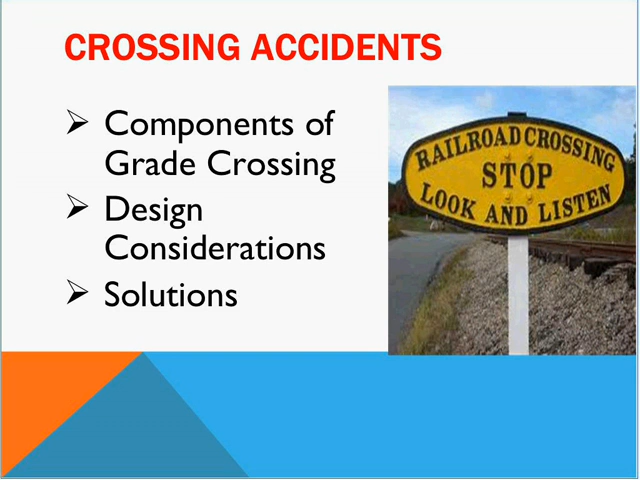 CROSSING ACCIDENTS
➢ Components of
Grade Crossing
➢ Design
Considerations
➢ Solutions
RAILROAD CROSSING
STOP
LOOK AND LISTEN